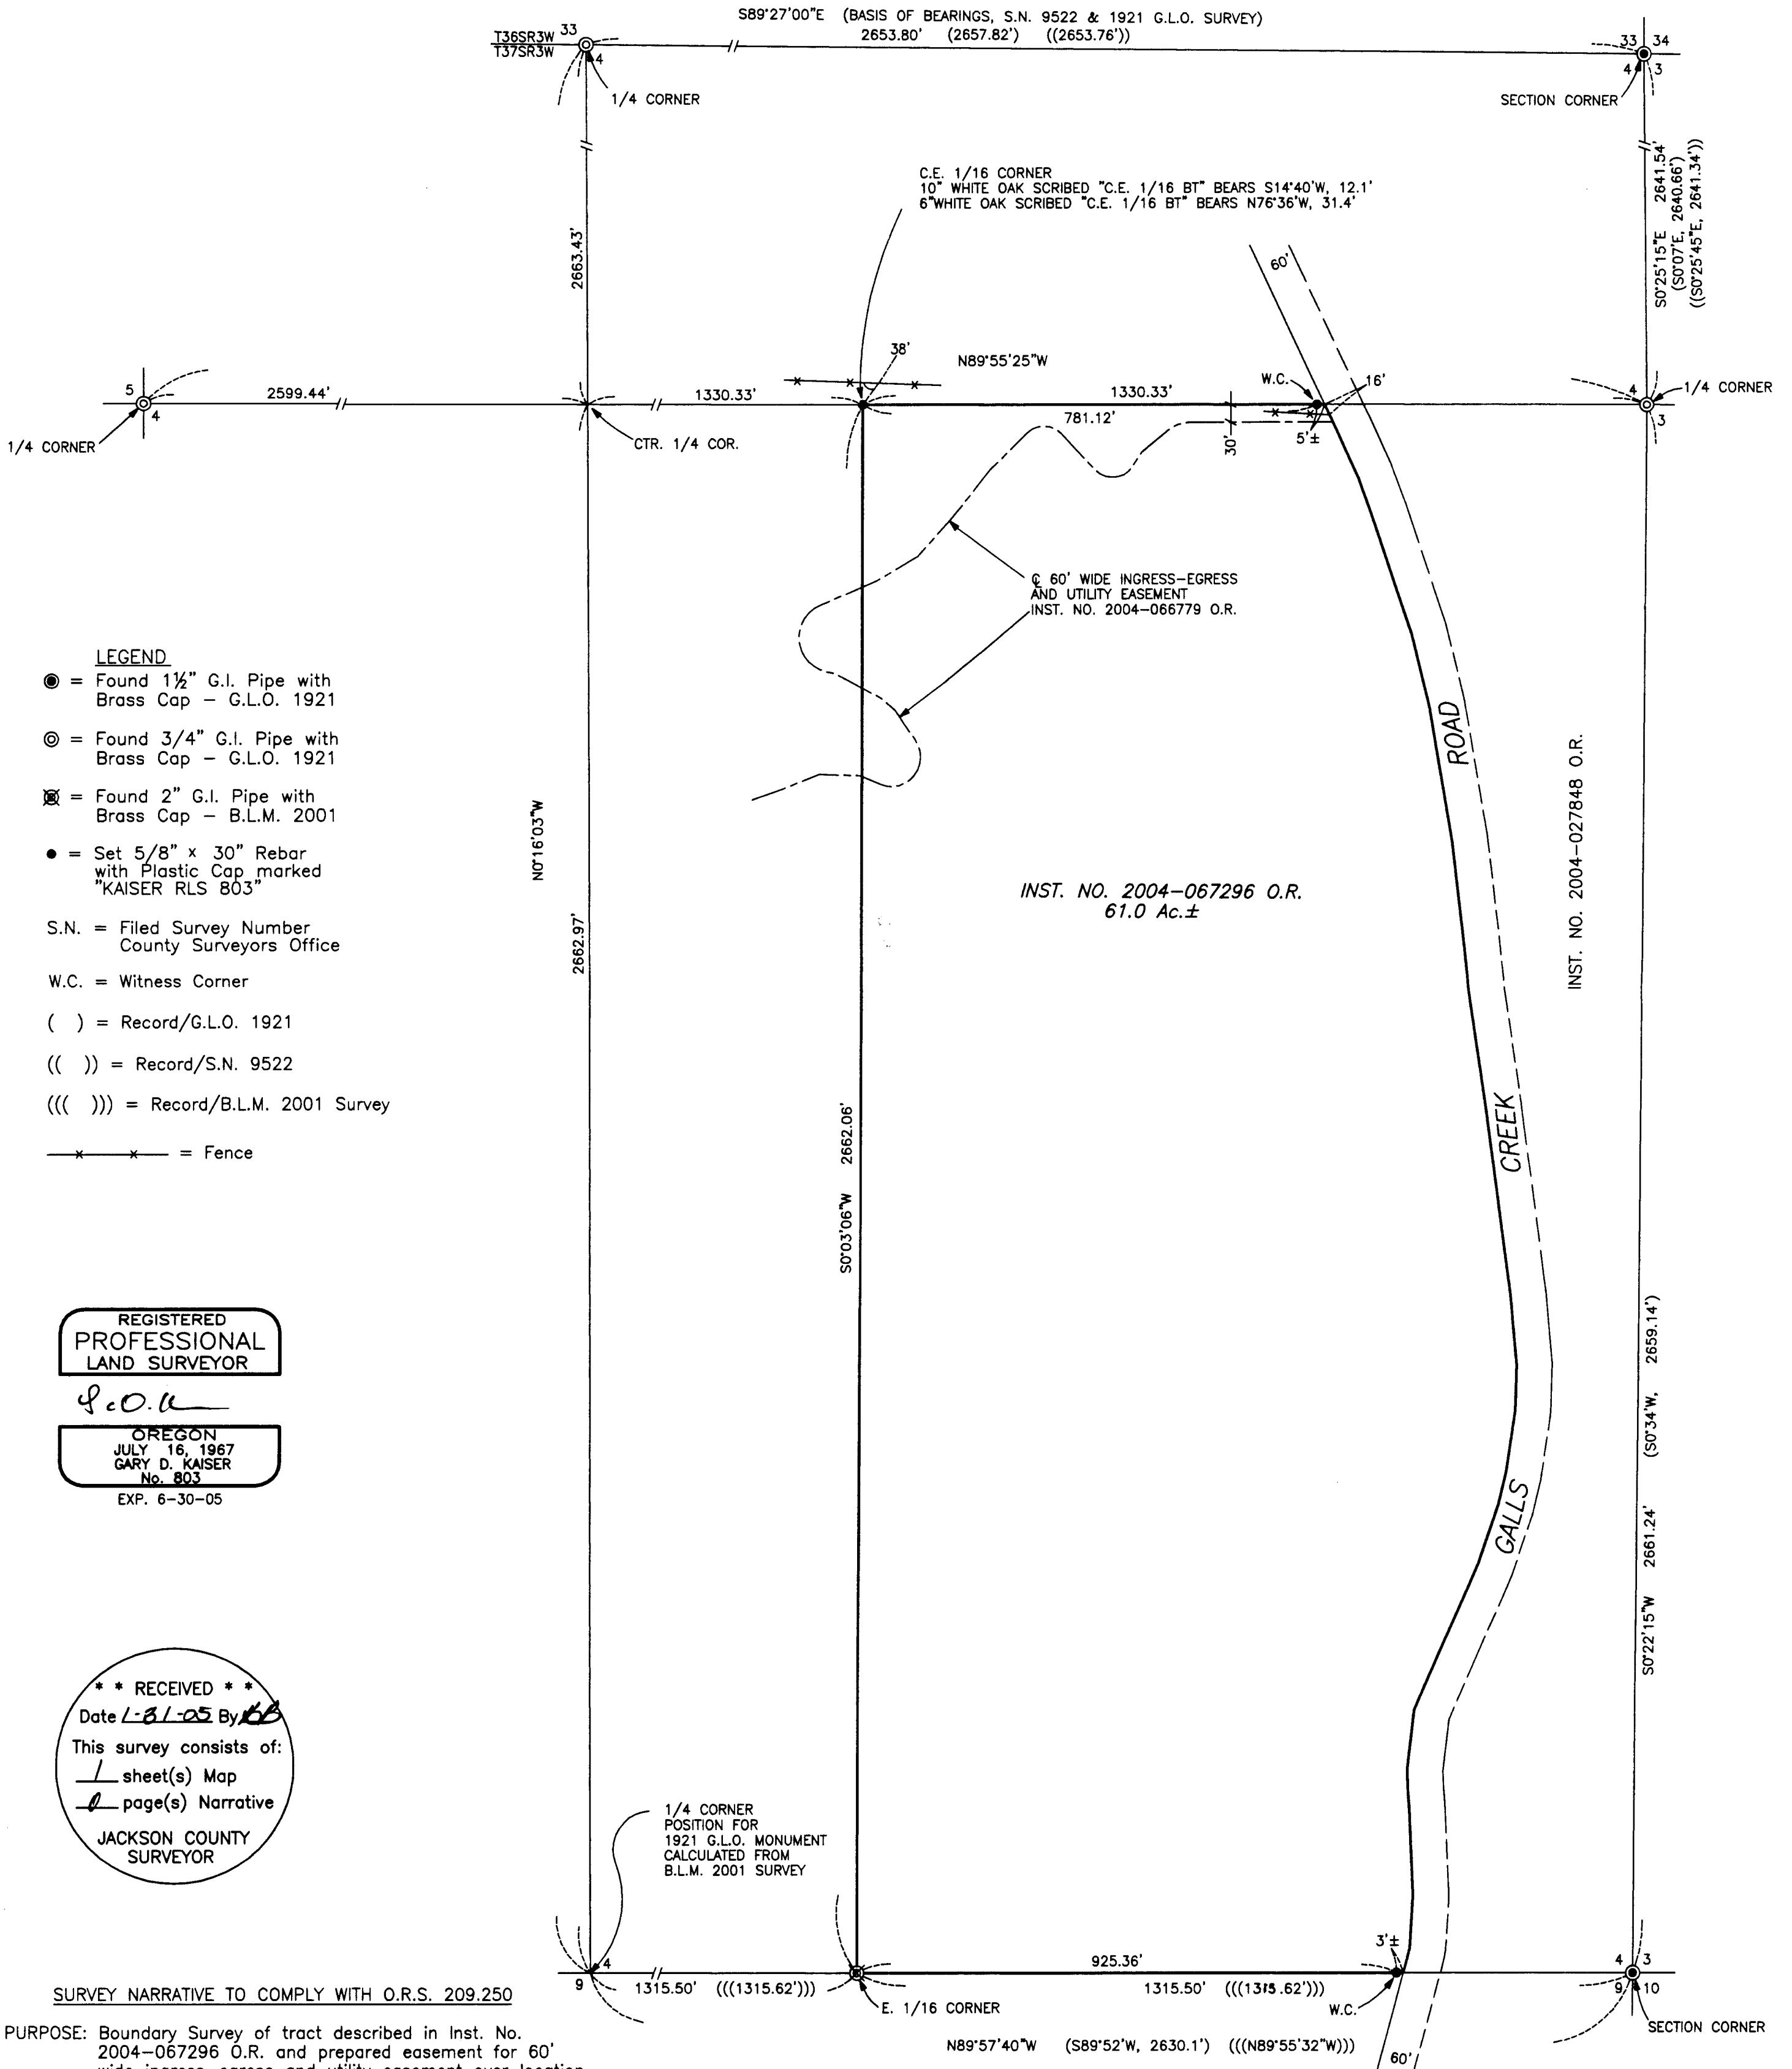 S89°27'00"E (BASIS OF BEARINGS, S.N. 9522 & 1921 G.L.O. SURVEY)
2653.80' (2657.82') ((2653.76'))
T36SR3W 33
T37SR3W 4
33 34
4 3
1/4 CORNER
SECTION CORNER
C.E. 1/16 CORNER
10" WHITE OAK SCRIBED "C.E. 1/16 BT" BEARS S14°40'W, 12.1'
6"WHITE OAK SCRIBED "C.E. 1/16 BT" BEARS N76°36'W, 31.4'
2663.43'
S0°25'15"E 2641.54'
(S0°07'E, 2640.66')
((S0°25'45"E, 2641.34'))
60'
38'
N89°55'25"W
W.C.
16'
5
4
2599.44'
1330.33'
1330.33'
781.12'
30'
5'±
4
3
1/4 CORNER
1/4 CORNER
CTR. 1/4 COR.
℄ 60' WIDE INGRESS-EGRESS
AND UTILITY EASEMENT
INST. NO. 2004-066779 O.R.
LEGEND
= Found 1½" G.I. Pipe with
Brass Cap - G.L.O. 1921
= Found 3/4" G.I. Pipe with
Brass Cap - G.L.O. 1921
= Found 2" G.I. Pipe with
Brass Cap - B.L.M. 2001
= Set 5/8" x 30" Rebar
with Plastic Cap marked
"KAISER RLS 803"
S.N. = Filed Survey Number
County Surveyors Office
W.C. = Witness Corner
( ) = Record/G.L.O. 1921
(( )) = Record/S.N. 9522
((( ))) = Record/B.L.M. 2001 Survey
= Fence
N0°16'03"W
2662.97'
S0°03'06"W 2662.06'
INST. NO. 2004-067296 O.R.
61.0 Ac.±
GALLS CREEK ROAD
INST. NO. 2004-027848 O.R.
S0°22'15"W 2661.24' (S0°34'W, 2659.14')
REGISTERED
PROFESSIONAL
LAND SURVEYOR
OREGON
JULY 16, 1967
GARY D. KAISER
No. 803
EXP. 6-30-05
* * RECEIVED * *
Date 1-31-05 By BB
This survey consists of:
1 sheet(s) Map
0 page(s) Narrative
JACKSON COUNTY
SURVEYOR
1/4 CORNER
POSITION FOR
1921 G.L.O. MONUMENT
CALCULATED FROM
B.L.M. 2001 SURVEY
4
9
1315.50' (((1315.62')))
E. 1/16 CORNER
925.36'
3'±
1315.50' (((1315.62')))
W.C.
4 3
9 10
SECTION CORNER
N89°57'40"W (S89°52'W, 2630.1') (((N89°55'32"W)))
60'
SURVEY NARRATIVE TO COMPLY WITH O.R.S. 209.250
PURPOSE: Boundary Survey of tract described in Inst. No.
2004-067296 O.R. and prepared easement for 60'
wide ingress-egress and utility easement over location